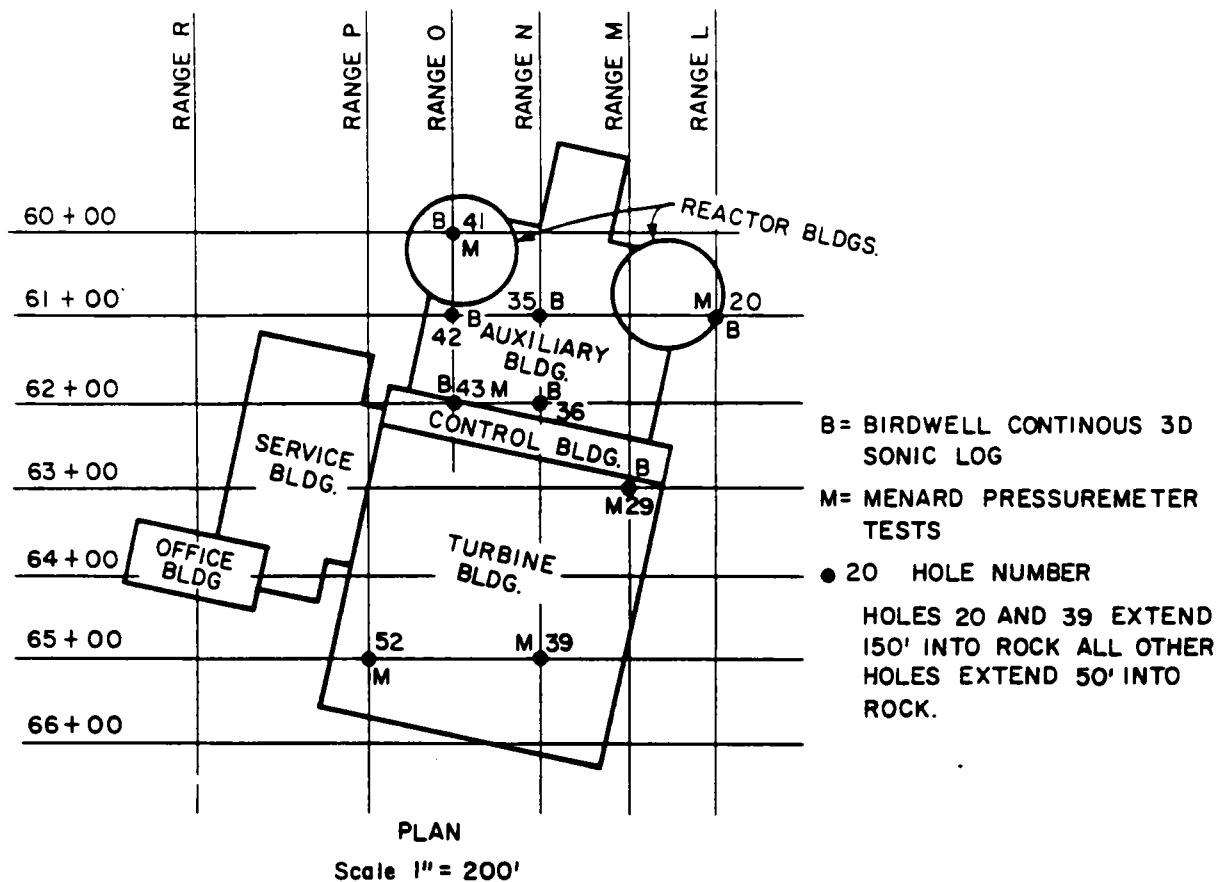 RANGE R
RANGE P
RANGE O
RANGE N
RANGE M
RANGE L
60 + 00
B 41
M
REACTOR BLDGS.
61 + 00
35 B
M 20
B
B
42
AUXILIARY
BLDG.
62 + 00
B 43 M
B
36
CONTROL BLDG.
SERVICE
BLDG.
63 + 00
B
M 29
OFFICE
BLDG
64 + 00
TURBINE
BLDG.
65 + 00
52
M
M 39
66 + 00
B= BIRDWELL CONTINOUS 3D
SONIC LOG
M= MENARD PRESSUREMETER
TESTS
● 20 HOLE NUMBER
HOLES 20 AND 39 EXTEND
150' INTO ROCK ALL OTHER
HOLES EXTEND 50' INTO
ROCK.
PLAN
Scale 1" = 200'